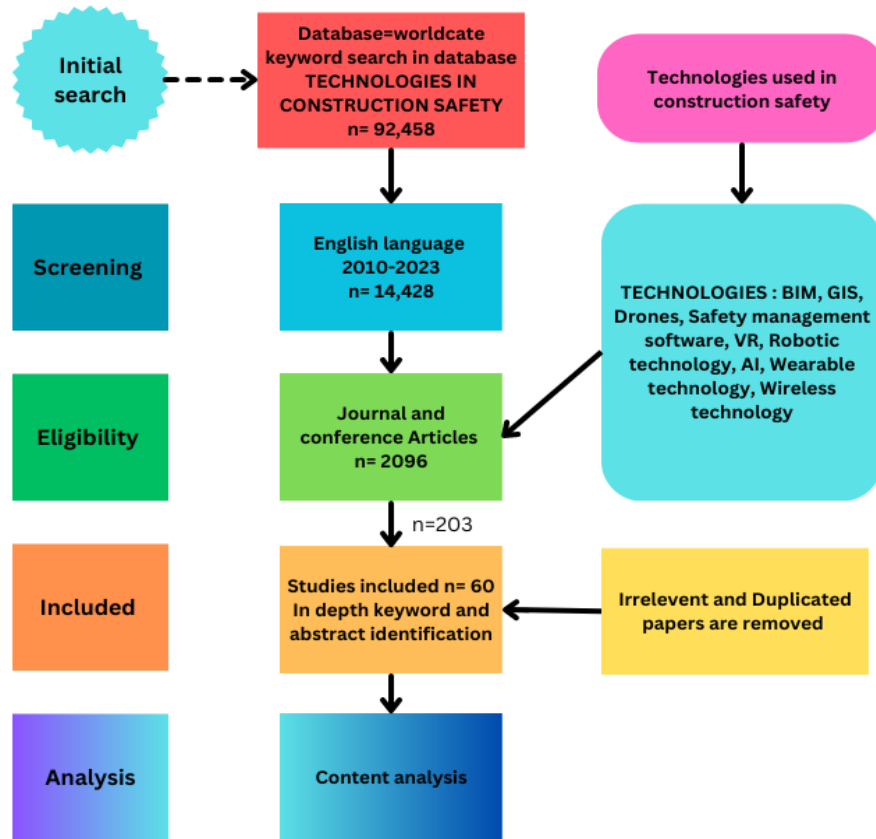 Initial
search
Database=worldcate
keyword search in database
TECHNOLOGIES IN
CONSTRUCTION SAFETY
n= 92,458
Technologies used in
construction safety
Screening
English language
2010-2023
n= 14,428
TECHNOLOGIES : BIM, GIS,
Drones, Safety management
software, VR, Robotic
technology, AI, Wearable
technology, Wireless
technology
Eligibility
Journal and
conference Articles
n= 2096
n=203
Included
Studies included n= 60
In depth keyword and
abstract identification
Irrelevent and Duplicated
papers are removed
Analysis
Content analysis